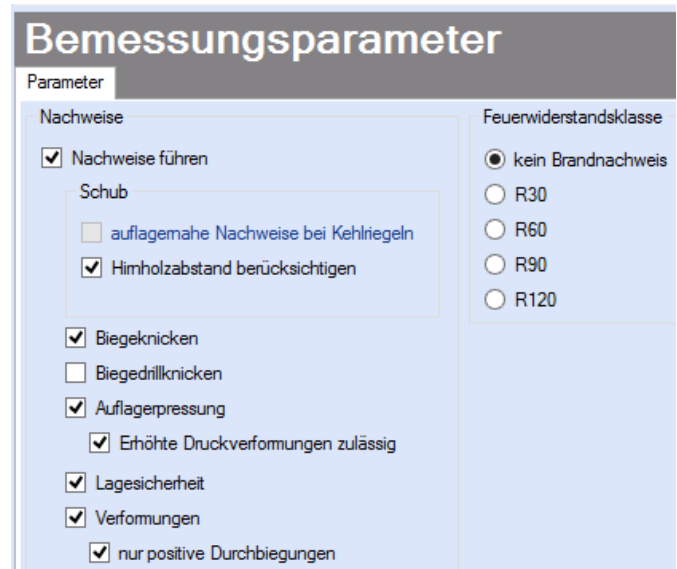 Bemessungsparameter
Parameter
Nachweise
Nachweise führen
Schub
auflagernahe Nachweise bei Kehlriegeln
Hirnholzabstand berücksichtigen
Biegeknicken
Biegedrillknicken
Auflagerpressung
Erhöhte Druckverformungen zulässig
Lagesicherheit
Verformungen
nur positive Durchbiegungen
Feuerwiderstandsklasse
kein Brandnachweis
R30
R60
R90
R120